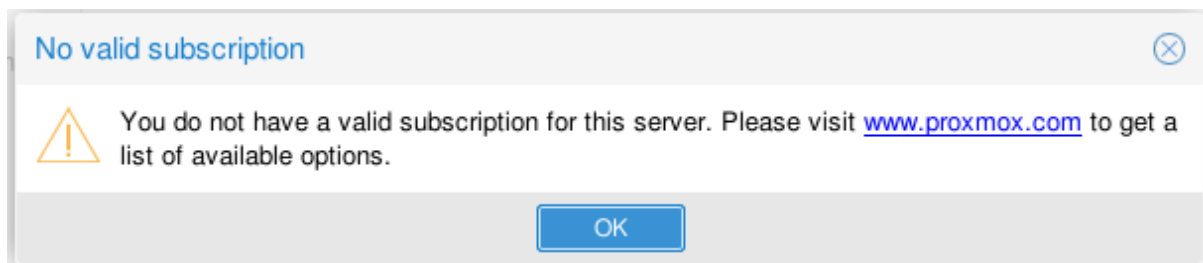 No valid subscription
You do not have a valid subscription for this server. Please visit www.proxmox.com to get a
list of available options.
OK